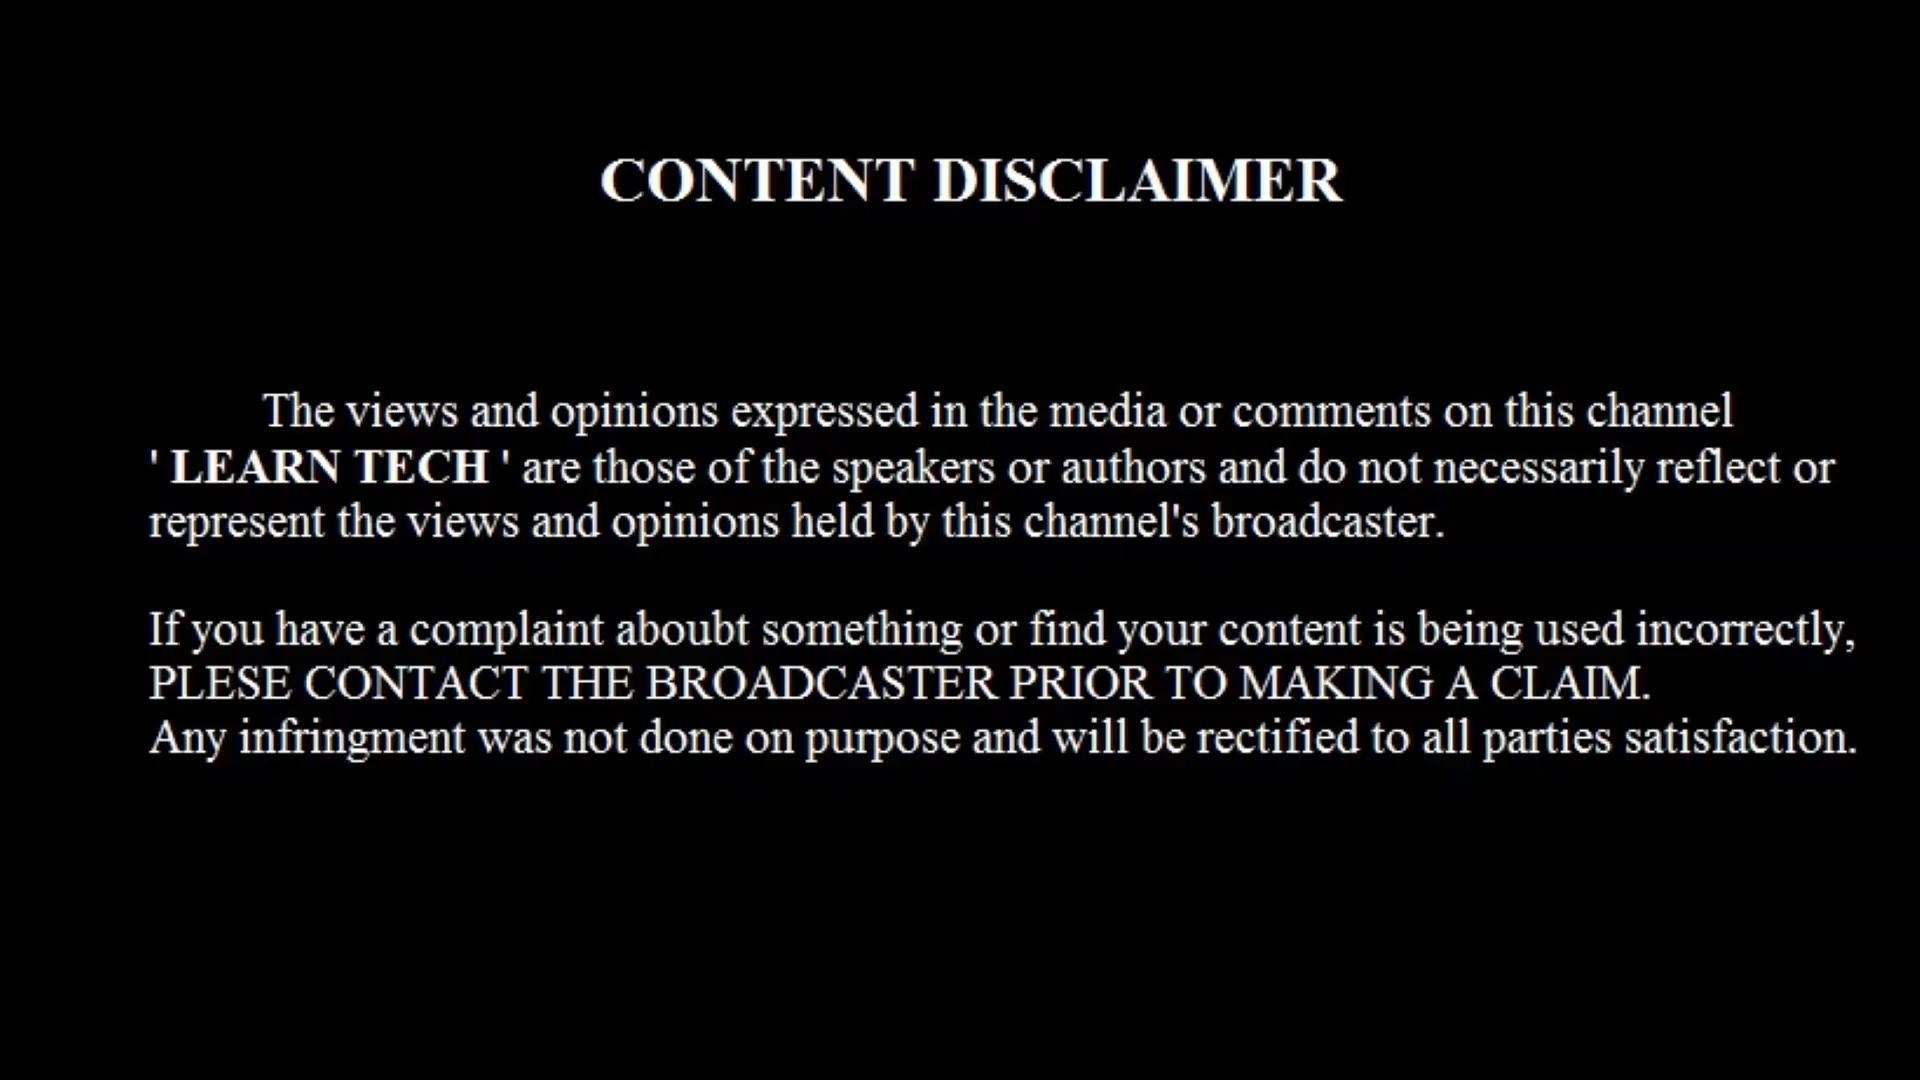 CONTENT DISCLAIMER
The views and opinions expressed in the media or comments on this channel
' LEARN TECH ' are those of the speakers or authors and do not necessarily reflect or
represent the views and opinions held by this channel's broadcaster.
If you have a complaint aboubt something or find your content is being used incorrectly,
PLESE CONTACT THE BROADCASTER PRIOR TO MAKING A CLAIM.
Any infringment was not done on purpose and will be rectified to all parties satisfaction.